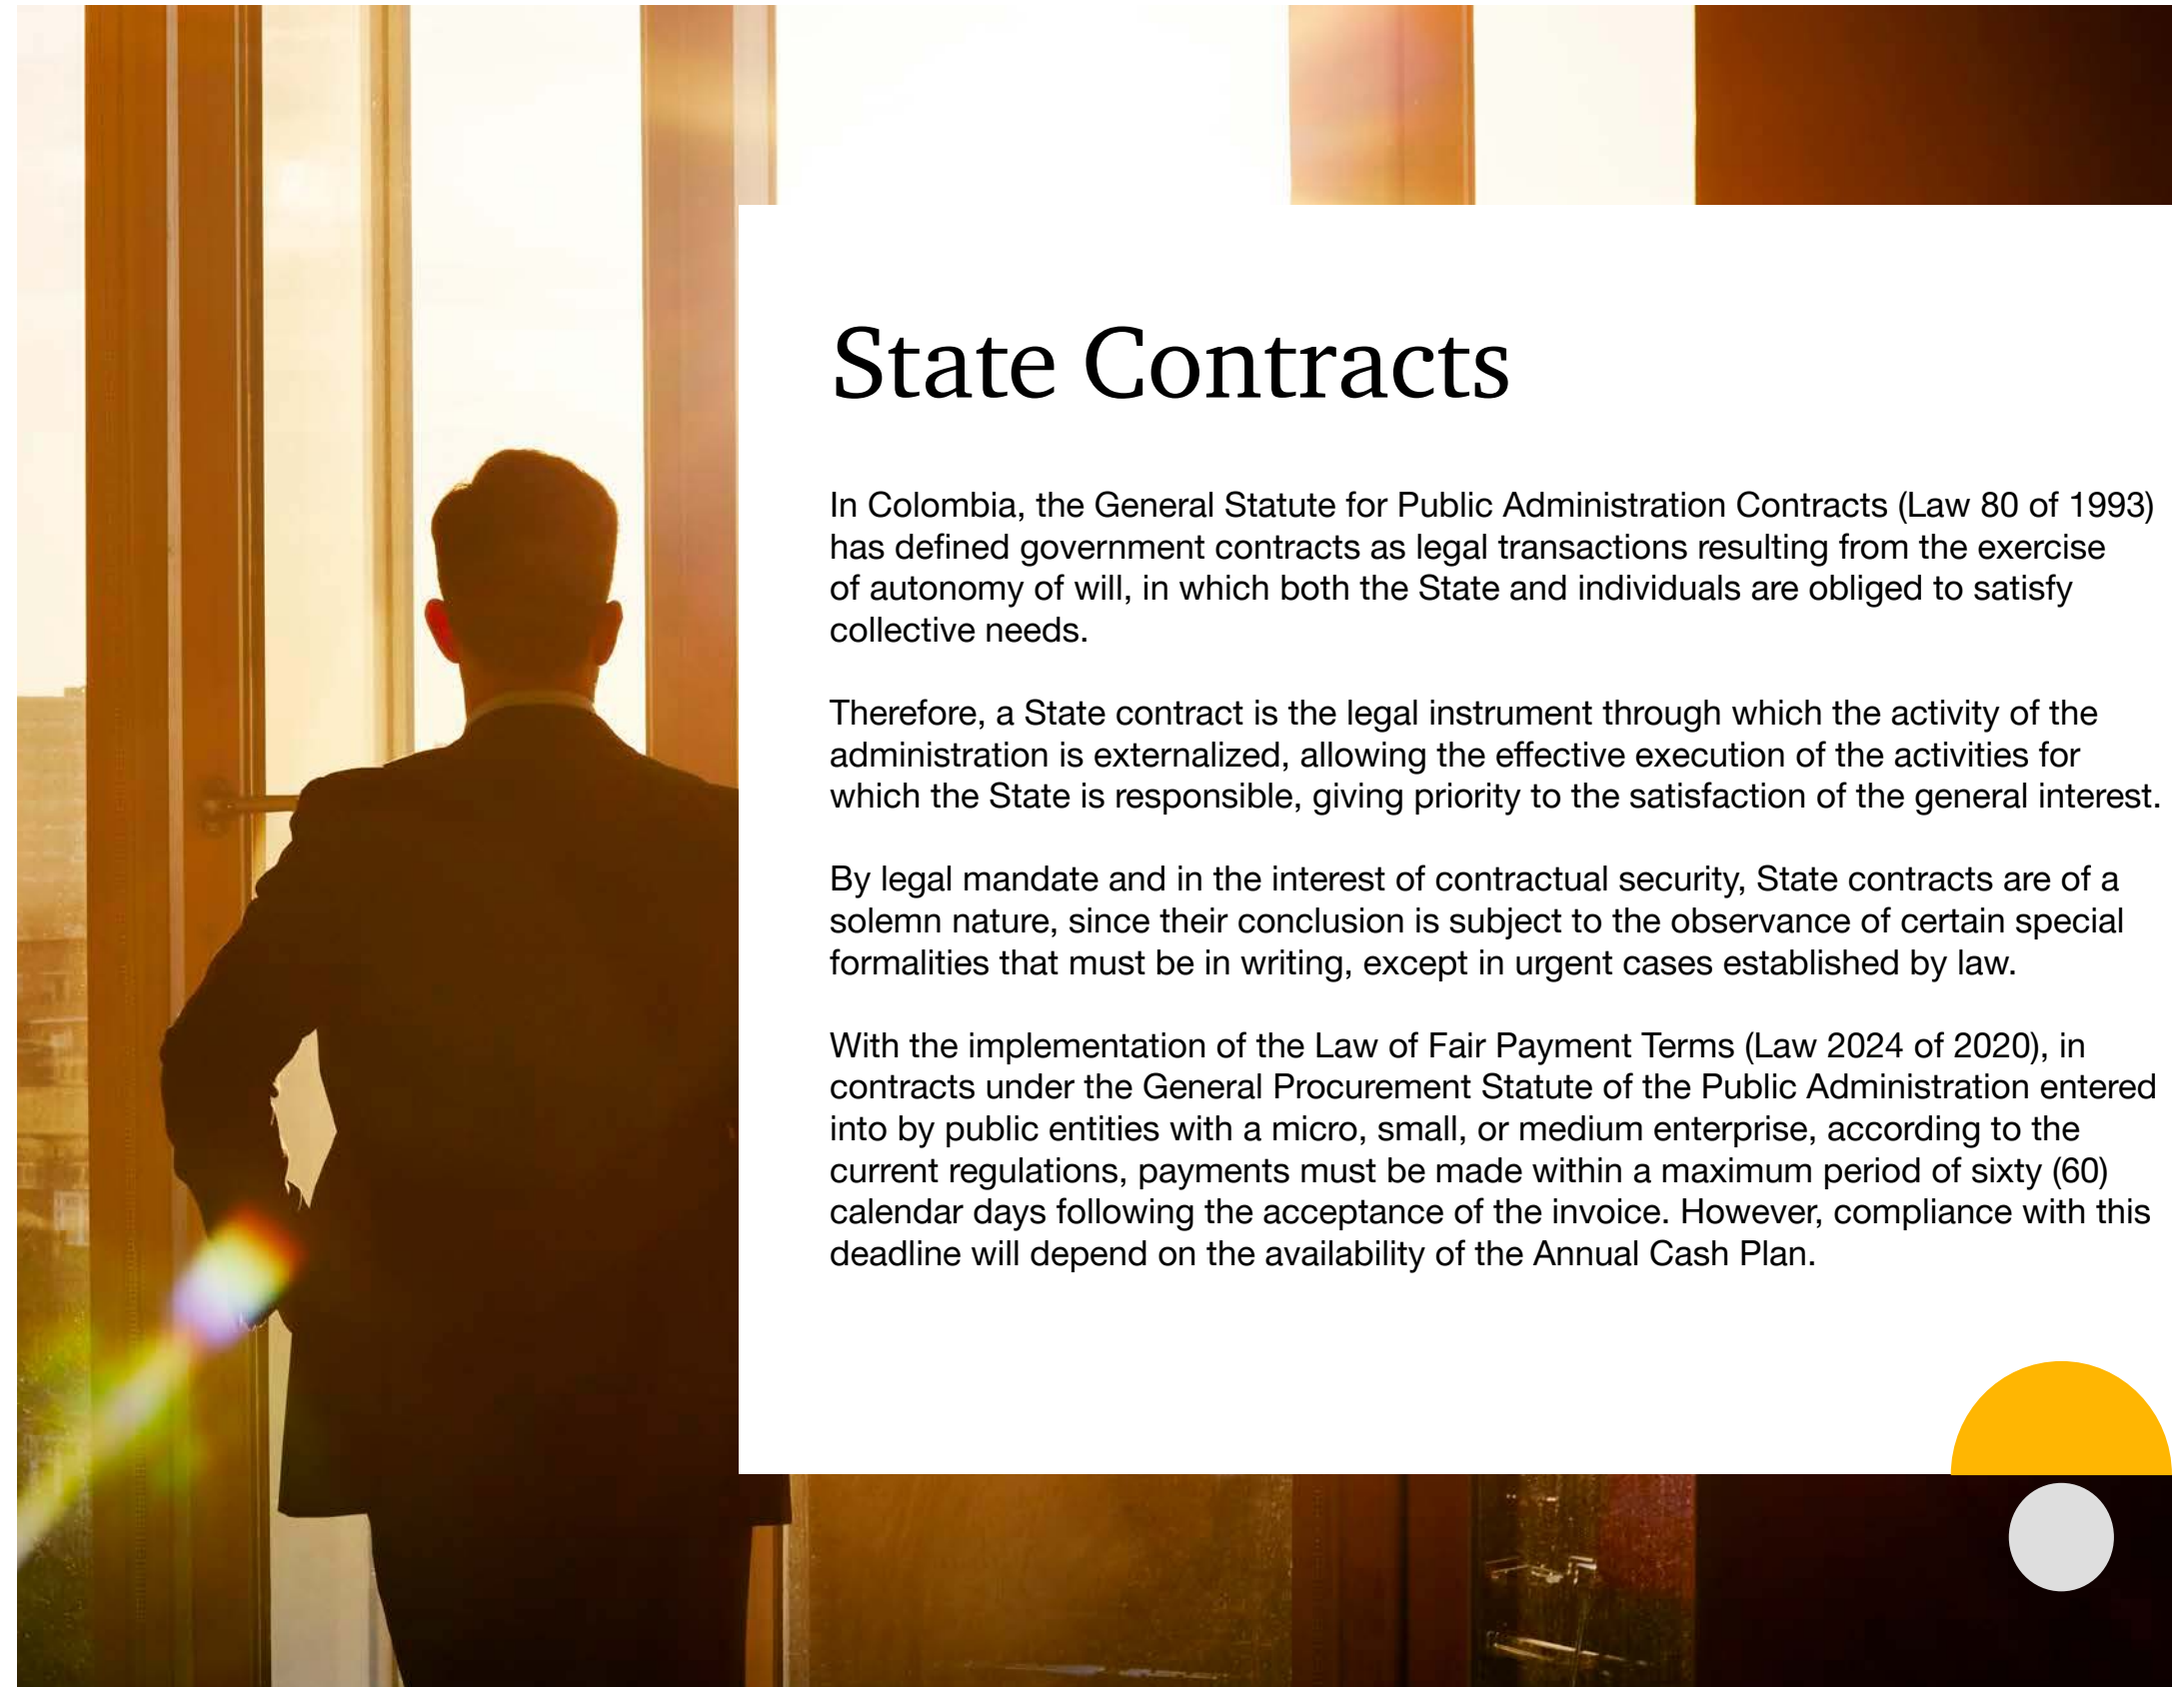 State Contracts
In Colombia, the General Statute for Public Administration Contracts (Law 80 of 1993)
has defined government contracts as legal transactions resulting from the exercise
of autonomy of will, in which both the State and individuals are obliged to satisfy
collective needs.
Therefore, a State contract is the legal instrument through which the activity of the
administration is externalized, allowing the effective execution of the activities for
which the State is responsible, giving priority to the satisfaction of the general interest.
By legal mandate and in the interest of contractual security, State contracts are of a
solemn nature, since their conclusion is subject to the observance of certain special
formalities that must be in writing, except in urgent cases established by law.
With the implementation of the Law of Fair Payment Terms (Law 2024 of 2020), in
contracts under the General Procurement Statute of the Public Administration entered
into by public entities with a micro, small, or medium enterprise, according to the
current regulations, payments must be made within a maximum period of sixty (60)
calendar days following the acceptance of the invoice. However, compliance with this
deadline will depend on the availability of the Annual Cash Plan.